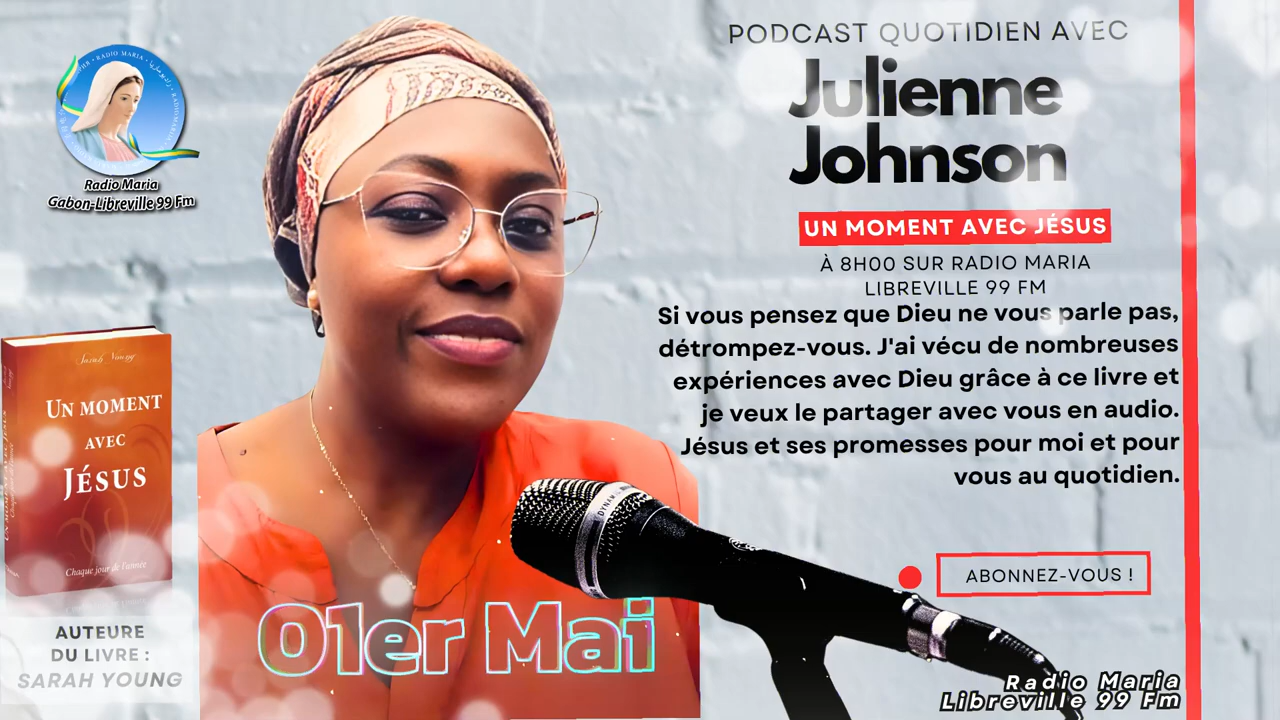 PODCAST QUOTIDIEN AVEC
Julienne
Johnson
UN MOMENT AVEC JÉSUS
À 8H00 SUR RADIO MARIA
LIBREVILLE 99 FM
Si vous pensez que Dieu ne vous parle pas,
détrompez-vous. J'ai vécu de nombreuses
expériences avec Dieu grâce à ce livre et
je veux le partager avec vous en audio.
Jésus et ses promesses pour moi et pour
vous au quotidien.
ABONNEZ-VOUS !
Radio Maria
Libreville 99 Fm
RADIO MARIA
Radio Maria
Gabon-Libreville 99 Fm
Sarah Young
UN MOMENT
AVEC
JÉSUS
Chaque jour de l'année
AUTEURE
DU LIVRE :
SARAH YOUNG
01er Mai